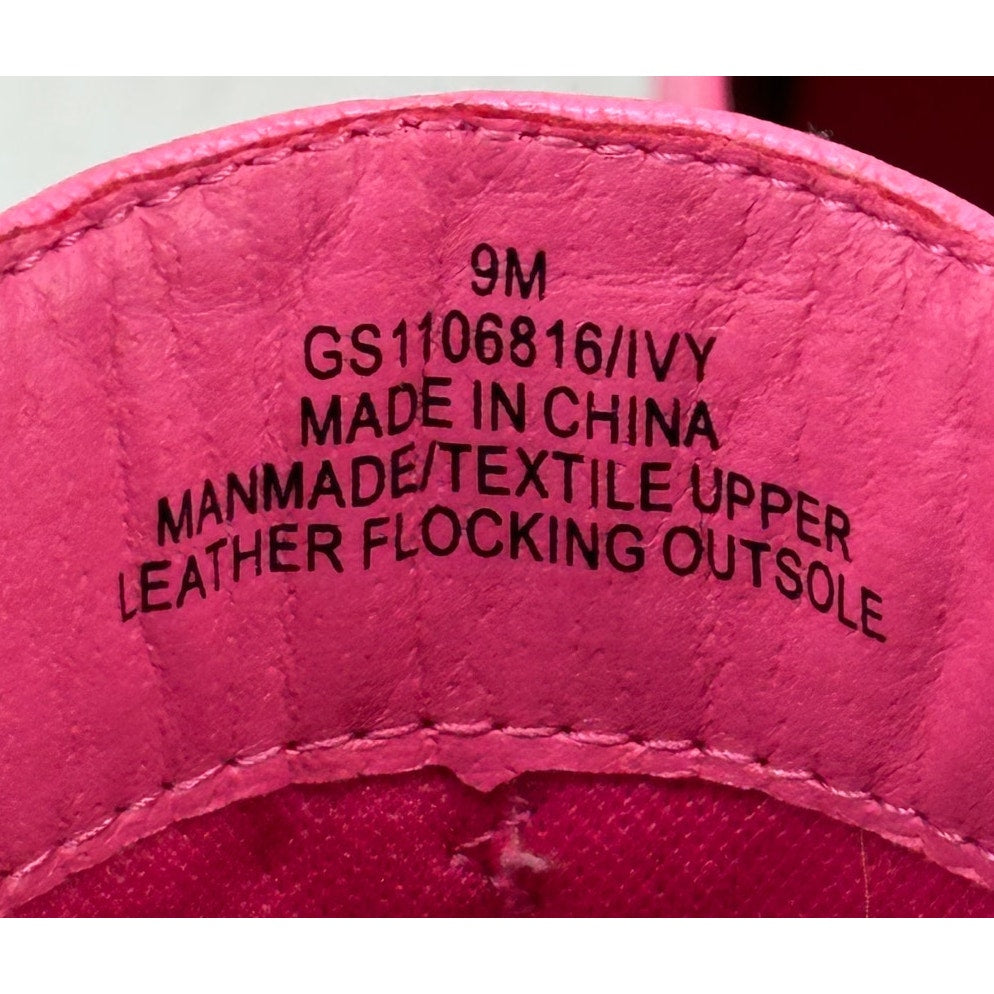 9M
GS1106816/IVY
MADE IN CHINA
MANMADE/TEXTILE UPPER
LEATHER FLOCKING OUTSOLE